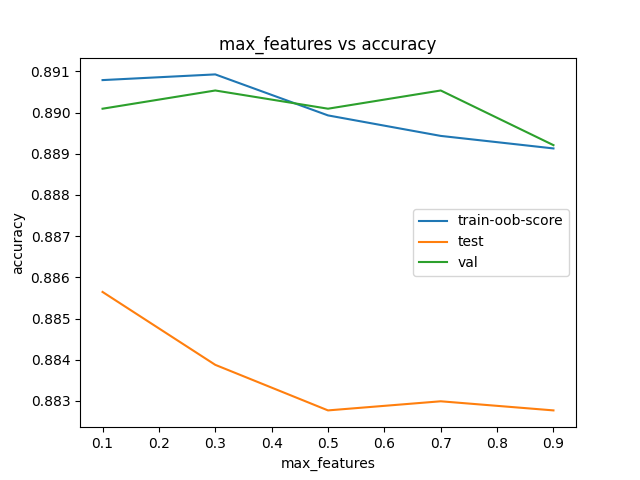 max_features vs accuracy
0.891
0.890
0.889
0.888
0.887
0.886
0.885
0.884
0.883
accuracy
train-oob-score
test
val
0.1 0.2 0.3 0.4 0.5 0.6 0.7 0.8 0.9
max_features